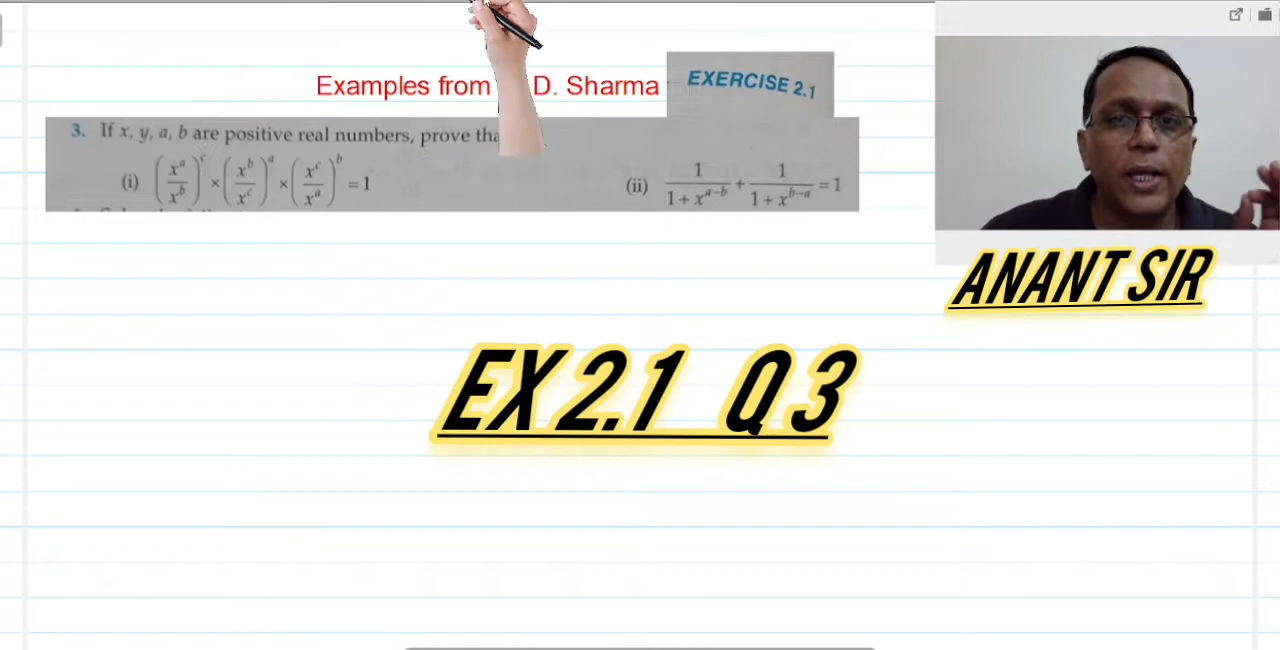 Examples from D. Sharma
EXERCISE 2.1
3. If x, y, a, b are positive real numbers, prove tha
(i) (x^a/x^b)^c × (x^b/x^c)^a × (x^c/x^a)^b = 1
(ii) 1/(1+x^(a−b)) + 1/(1+x^(b−a)) = 1
ANANT SIR
EX 2.1 Q 3